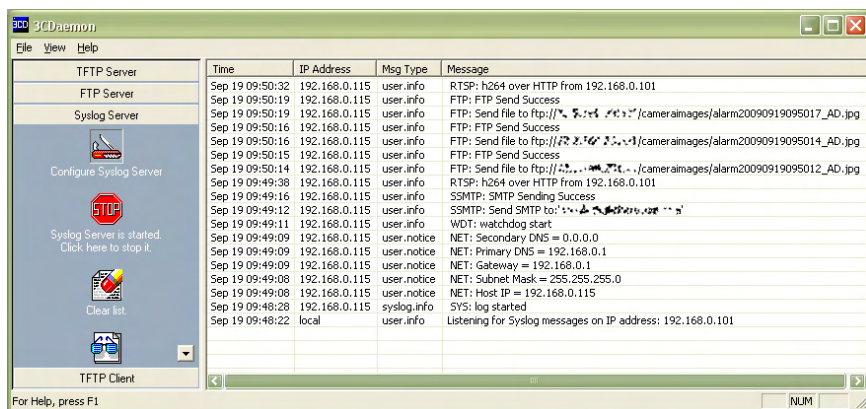 3CD 3CDaemon
File View Help
TFTP Server
FTP Server
Syslog Server
Configure Syslog Server
STOP
Syslog Server is started.
Click here to stop it.
Clear list.
TFTP Client
Time IP Address Msg Type Message
Sep 19 09:50:32 192.168.0.115 user.info RTSP: h264 over HTTP from 192.168.0.101
Sep 19 09:50:19 192.168.0.115 user.info FTP: FTP Send Success
Sep 19 09:50:19 192.168.0.115 user.info FTP: Send file to ftp:// /cameraimages/alarm20090919095017_AD.jpg
Sep 19 09:50:16 192.168.0.115 user.info FTP: FTP Send Success
Sep 19 09:50:16 192.168.0.115 user.info FTP: Send file to ftp:// /cameraimages/alarm20090919095014_AD.jpg
Sep 19 09:50:15 192.168.0.115 user.info FTP: FTP Send Success
Sep 19 09:50:14 192.168.0.115 user.info FTP: Send file to ftp:// /cameraimages/alarm20090919095012_AD.jpg
Sep 19 09:49:38 192.168.0.115 user.info RTSP: h264 over HTTP from 192.168.0.101
Sep 19 09:49:16 192.168.0.115 user.info SSMTP: SMTP Sending Success
Sep 19 09:49:12 192.168.0.115 user.info SSMTP: Send SMTP to:' '
Sep 19 09:49:11 192.168.0.115 user.info WDT: watchdog start
Sep 19 09:49:09 192.168.0.115 user.notice NET: Secondary DNS = 0.0.0.0
Sep 19 09:49:09 192.168.0.115 user.notice NET: Primary DNS = 192.168.0.1
Sep 19 09:49:09 192.168.0.115 user.notice NET: Gateway = 192.168.0.1
Sep 19 09:49:08 192.168.0.115 user.notice NET: Subnet Mask = 255.255.255.0
Sep 19 09:49:08 192.168.0.115 user.notice NET: Host IP = 192.168.0.115
Sep 19 09:48:28 192.168.0.115 syslog.info SYS: log started
Sep 19 09:48:22 local user.info Listening for Syslog messages on IP address: 192.168.0.101
For Help, press F1
NUM